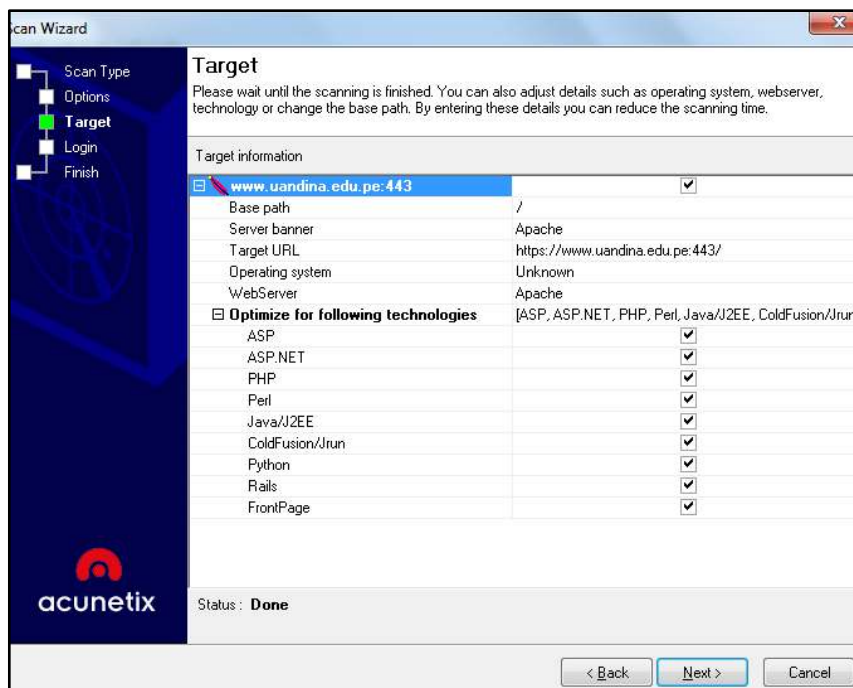 Scan Wizard
Scan Type
Options
Target
Login
Finish
acunetix
Target
Please wait until the scanning is finished. You can also adjust details such as operating system, webserver,
technology or change the base path. By entering these details you can reduce the scanning time.
Target information
www.uandina.edu.pe:443
Base path /
Server banner Apache
Target URL https://www.uandina.edu.pe:443/
Operating system Unknown
WebServer Apache
Optimize for following technologies [ASP, ASP.NET, PHP, Perl, Java/J2EE, ColdFusion/Jrun
ASP
ASP.NET
PHP
Perl
Java/J2EE
ColdFusion/Jrun
Python
Rails
FrontPage
Status : Done
< Back Next > Cancel